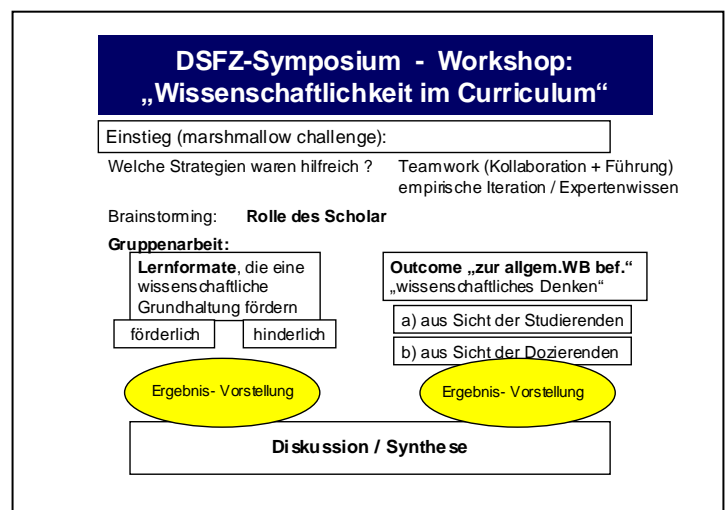 DSFZ-Symposium - Workshop:
„Wissenschaftlichkeit im Curriculum“
Einstieg (marshmallow challenge):
Welche Strategien waren hilfreich ? Teamwork (Kollaboration + Führung)
empirische Iteration / Expertenwissen
Brainstorming: Rolle des Scholar
Gruppenarbeit:
Lernformate, die eine
wissenschaftliche
Grundhaltung fördern
förderlich hinderlich
Outcome „zur allgem.WB bef.“
„wissenschaftliches Denken“
a) aus Sicht der Studierenden
b) aus Sicht der Dozierenden
Ergebnis- Vorstellung
Ergebnis- Vorstellung
Diskussion / Synthese